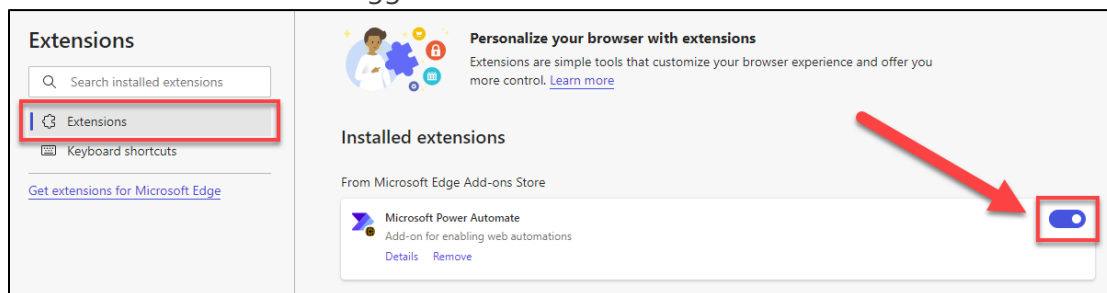 Extensions
Search installed extensions
Extensions
Keyboard shortcuts
Get extensions for Microsoft Edge
Personalize your browser with extensions
Extensions are simple tools that customize your browser experience and offer you
more control. Learn more
Installed extensions
From Microsoft Edge Add-ons Store
Microsoft Power Automate
Add-on for enabling web automations
Details Remove